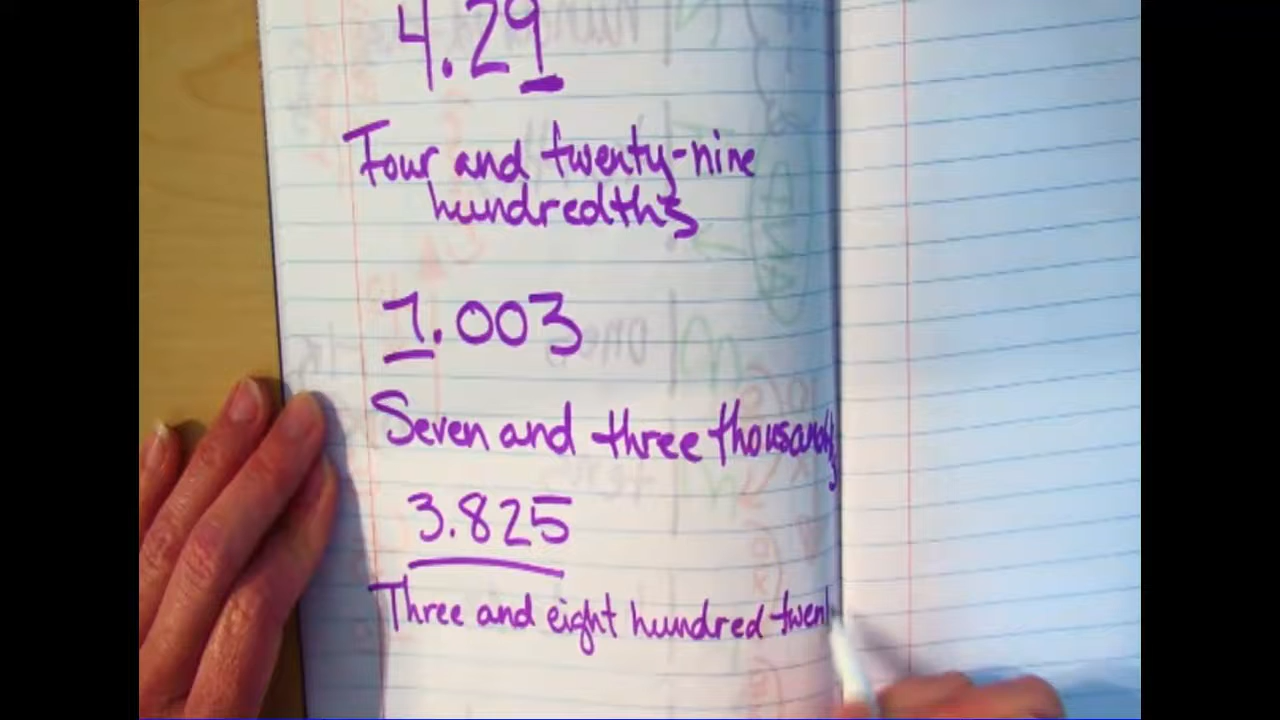 4.29
Four and twenty-nine
hundredths
7.003
Seven and three thousandths
3.825
Three and eight hundred twen